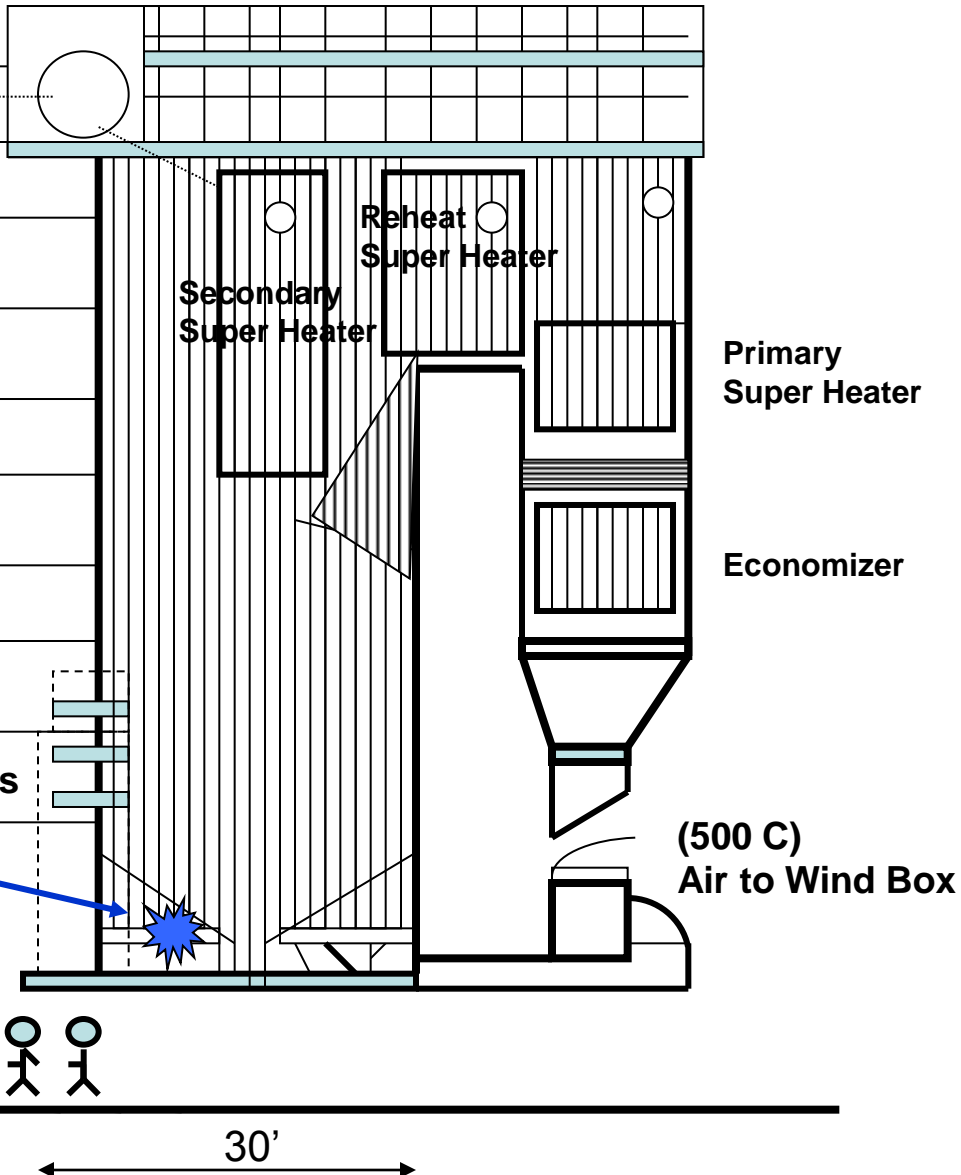 Reheat
Super Heater
Secondary
Super Heater
Primary
Super Heater
Economizer
s
(500 C)
Air to Wind Box
30’